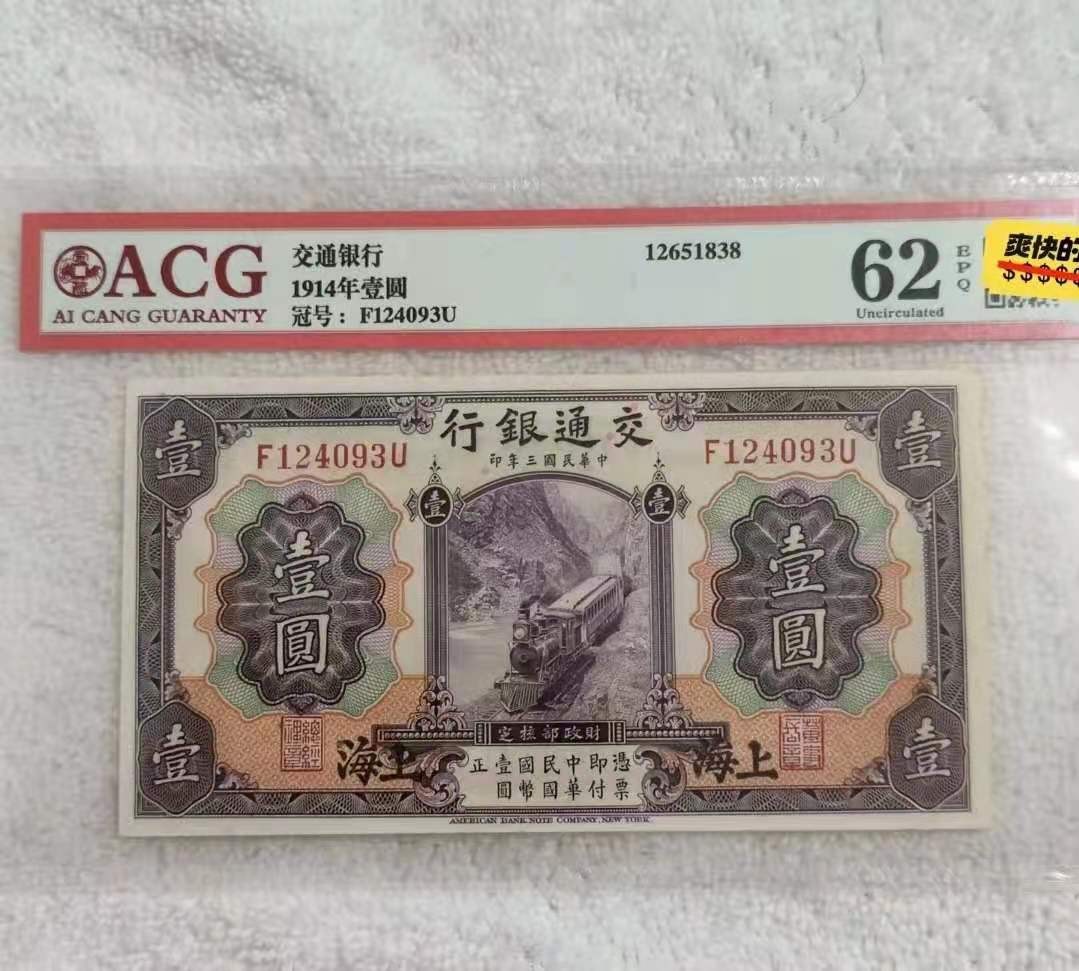 ACG
AI CANG GUARANTY
交通银行
1914年壹圆
冠号：F124093U
12651838
62
EPQ
Uncirculated
爽快的
$$$$$
壹
行銀通交
壹
印年三國民華中
F124093U
F124093U
壹
壹
壹圓
壹圓
定核部政財
海上
海上
正壹國民中即憑
圓幣國華付票
壹
壹
AMERICAN BANK NOTE COMPANY, NEW YORK.